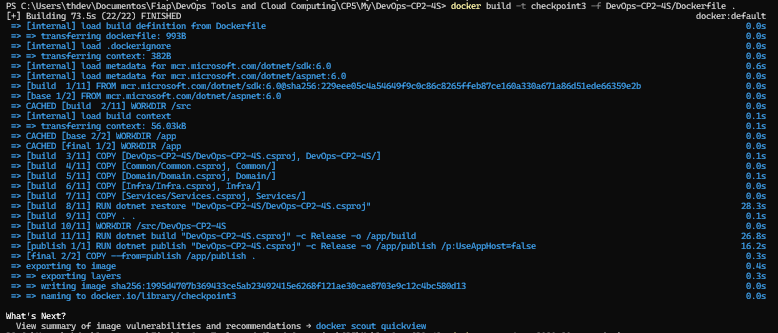 PS C:\Users\thdev\Documentos\Fiap\DevOps Tools and Cloud Computing\CP5\My\DevOps-CP2-4S> docker build -t checkpoint3 -f DevOps-CP2-4S/Dockerfile .
[+] Building 73.5s (22/22) FINISHED docker:default
=> [internal] load build definition from Dockerfile 0.0s
=> => transferring dockerfile: 993B 0.0s
=> [internal] load .dockerignore 0.0s
=> => transferring context: 382B 0.0s
=> [internal] load metadata for mcr.microsoft.com/dotnet/sdk:6.0 0.6s
=> [internal] load metadata for mcr.microsoft.com/dotnet/aspnet:6.0 0.0s
=> [build 1/11] FROM mcr.microsoft.com/dotnet/sdk:6.0@sha256:229eee05c4a54649f9c0c86c8265ffeb87ce160a330a671a86d51ede66359e2b 0.0s
=> [base 1/2] FROM mcr.microsoft.com/dotnet/aspnet:6.0 0.0s
=> CACHED [build 2/11] WORKDIR /src 0.0s
=> [internal] load build context 0.1s
=> => transferring context: 56.03kB 0.1s
=> CACHED [base 2/2] WORKDIR /app 0.0s
=> CACHED [final 1/2] WORKDIR /app 0.0s
=> [build 3/11] COPY [DevOps-CP2-4S/DevOps-CP2-4S.csproj, DevOps-CP2-4S/] 0.1s
=> [build 4/11] COPY [Common/Common.csproj, Common/] 0.0s
=> [build 5/11] COPY [Domain/Domain.csproj, Domain/] 0.0s
=> [build 6/11] COPY [Infra/Infra.csproj, Infra/] 0.0s
=> [build 7/11] COPY [Services/Services.csproj, Services/] 0.0s
=> [build 8/11] RUN dotnet restore "DevOps-CP2-4S/DevOps-CP2-4S.csproj" 28.3s
=> [build 9/11] COPY . . 0.1s
=> [build 10/11] WORKDIR /src/DevOps-CP2-4S 0.0s
=> [build 11/11] RUN dotnet build "DevOps-CP2-4S.csproj" -c Release -o /app/build 26.8s
=> [publish 1/1] RUN dotnet publish "DevOps-CP2-4S.csproj" -c Release -o /app/publish /p:UseAppHost=false 16.2s
=> [final 2/2] COPY --from=publish /app/publish . 0.3s
=> exporting to image 0.4s
=> => exporting layers 0.3s
=> => writing image sha256:1995d4707b369433ce5ab23492415e6268f121ae30cae8703e9c12c4bc580d13 0.0s
=> => naming to docker.io/library/checkpoint3 0.0s
What's Next?
View summary of image vulnerabilities and recommendations → docker scout quickview